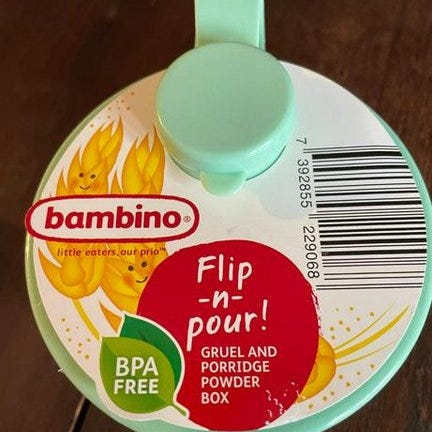 bambino®
little eaters, our prio™
Flip
-n-
pour!
GRUEL AND
PORRIDGE
POWDER
BOX
BPA
FREE
7 392855 229068